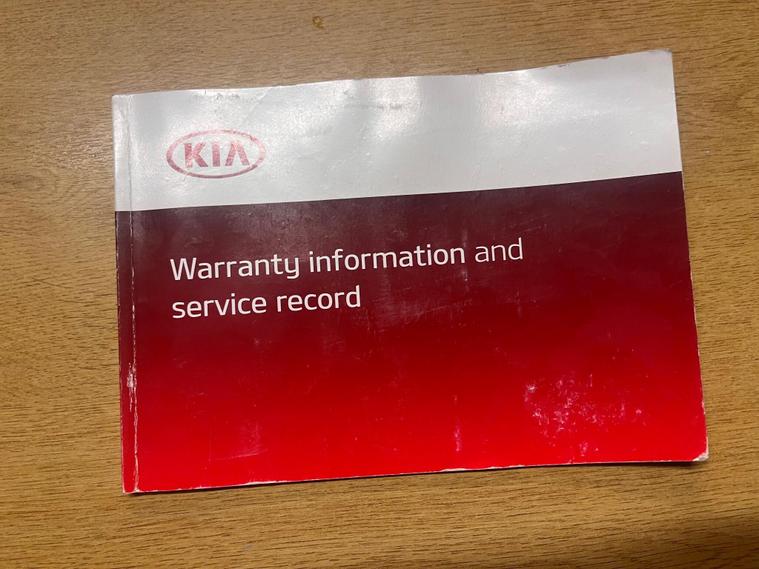 KIA
Warranty information and
service record